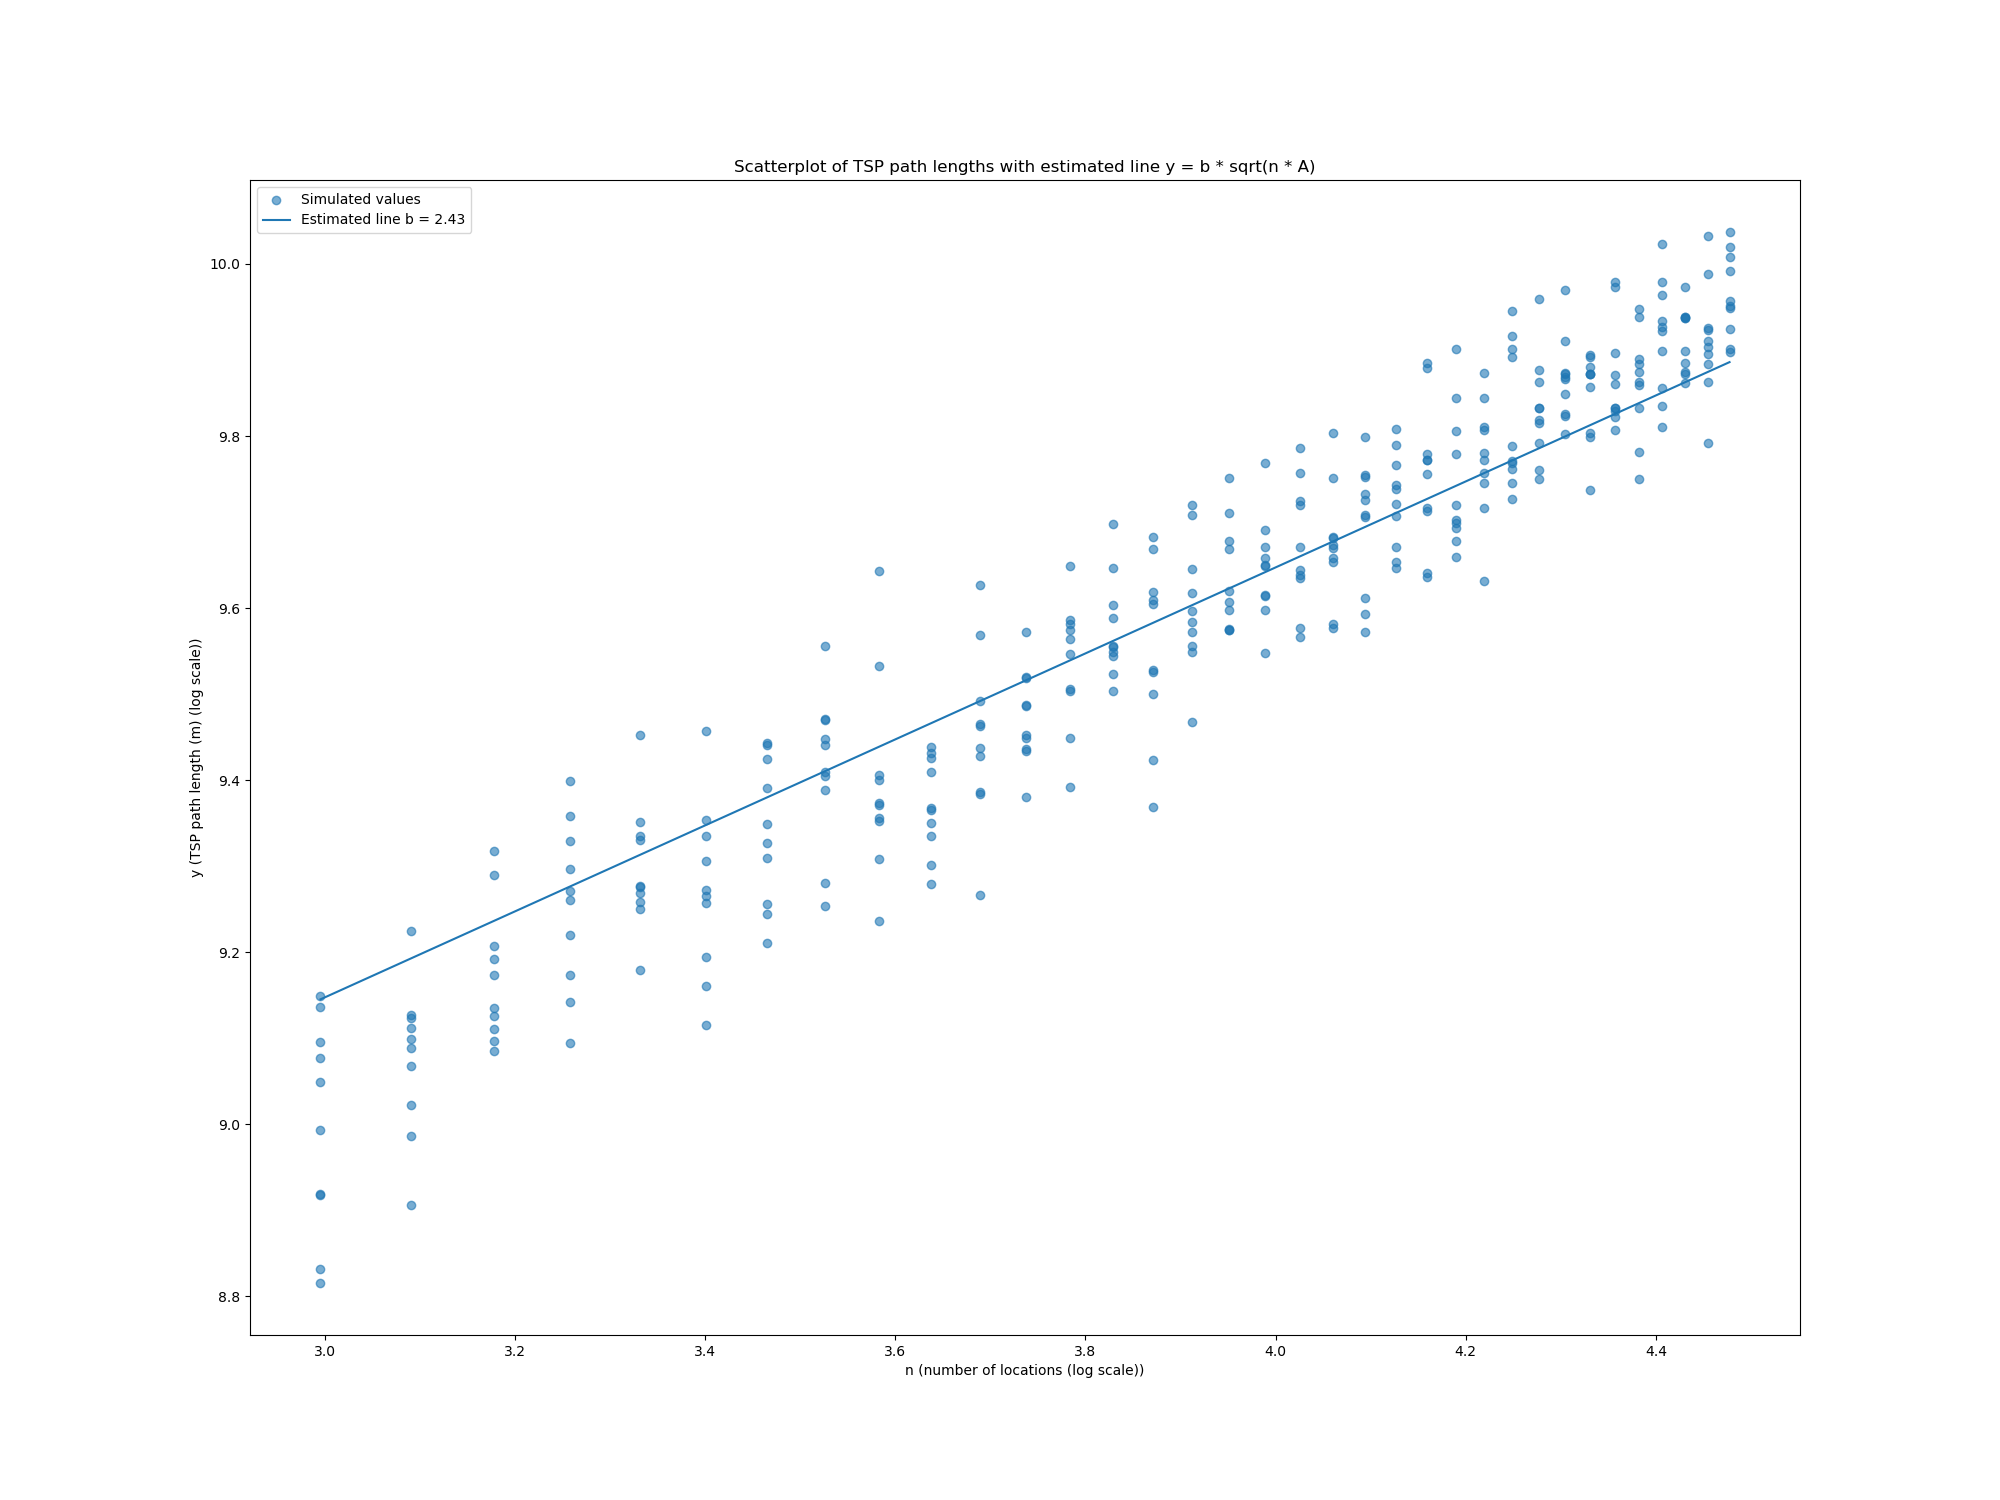 Scatterplot of TSP path lengths with estimated line y = b * sqrt(n * A)
Simulated values
Estimated line b = 2.43
10.0
9.8
9.6
9.4
9.2
9.0
8.8
y (TSP path length (m) (log scale))
3.0 3.2 3.4 3.6 3.8 4.0 4.2 4.4
n (number of locations (log scale))